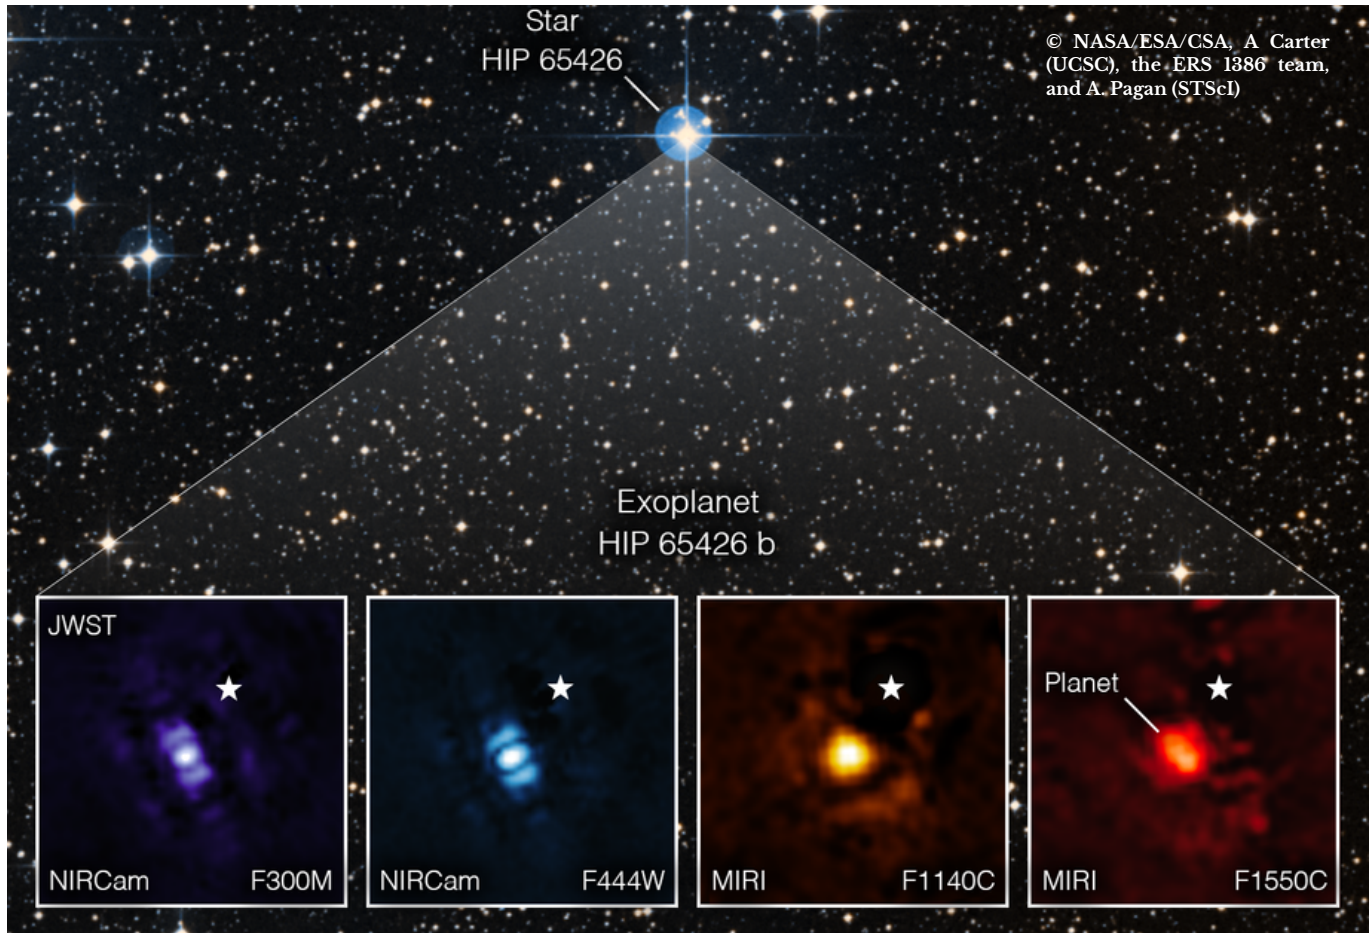 Star
HIP 65426
© NASA/ESA/CSA, A Carter
(UCSC), the ERS 1386 team,
and A. Pagan (STScI)
Exoplanet
HIP 65426 b
JWST
NIRCam
F300M
NIRCam
F444W
MIRI
F1140C
Planet
MIRI
F1550C